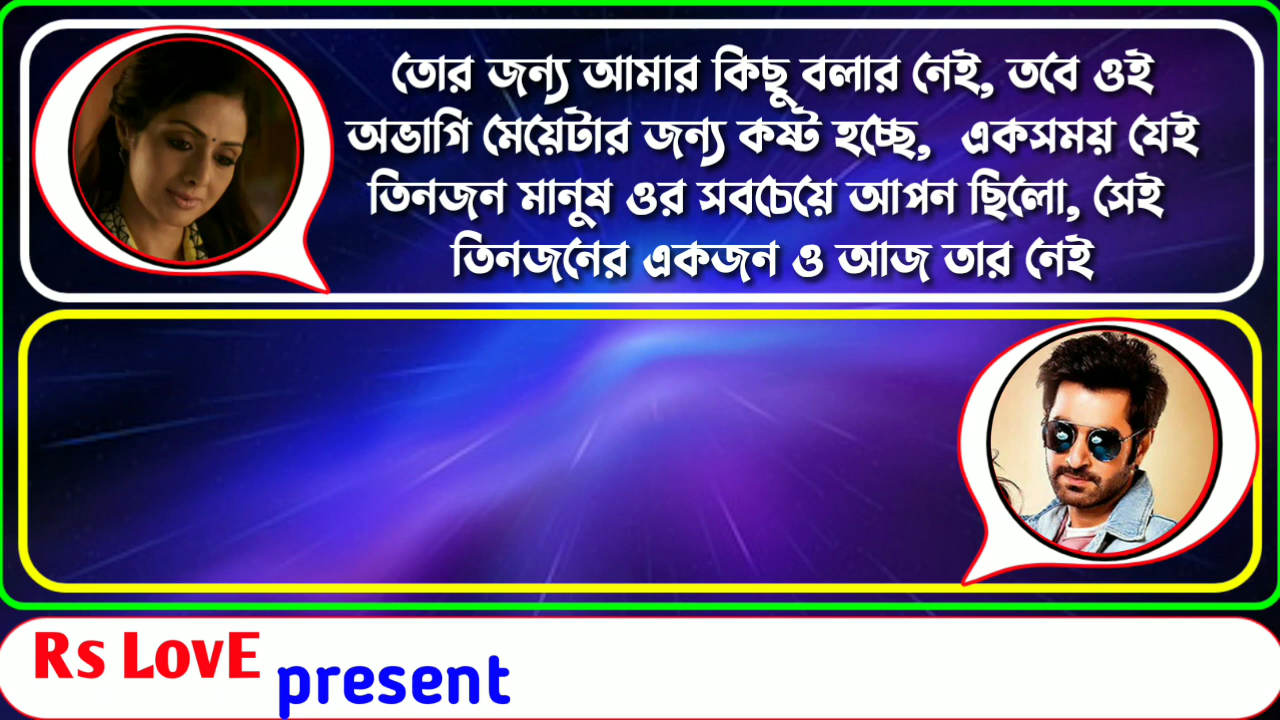 তোর জন্য আমার কিছু বলার নেই, তবে ওই
অভাগি মেয়েটার জন্য কষ্ট হচ্ছে, একসময় যেই
তিনজন মানুষ ওর সবচেয়ে আপন ছিলো, সেই
তিনজনের একজন ও আজ তার নেই
Rs LovE present